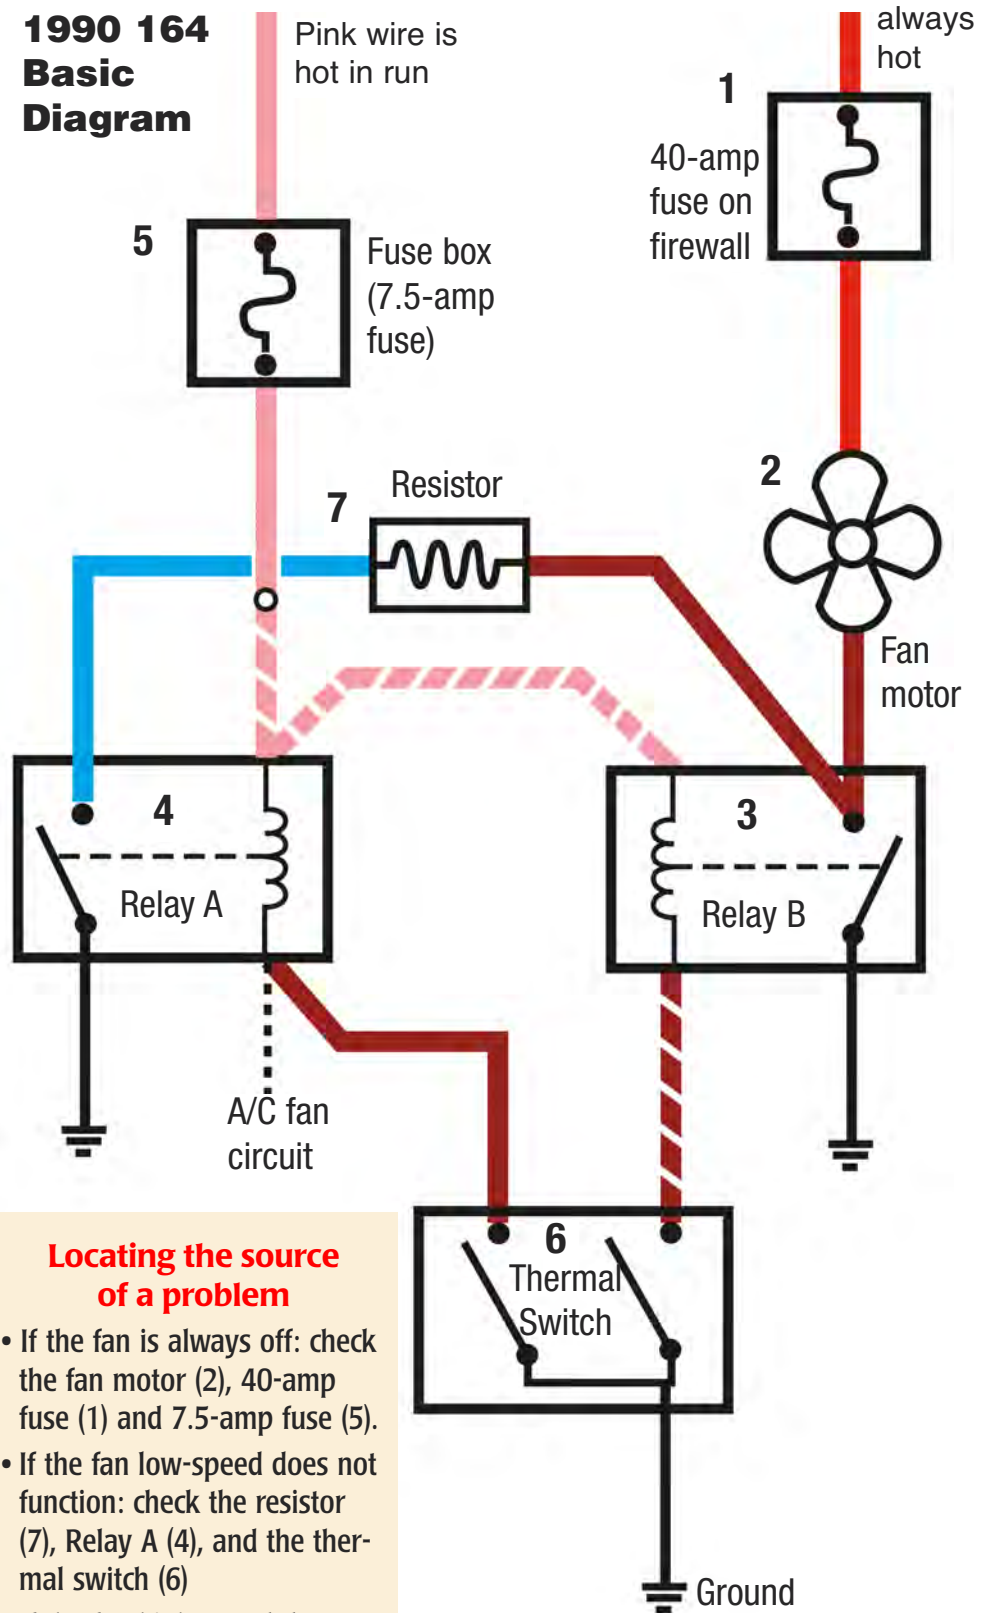 1990 164
Basic
Diagram
Pink wire is
hot in run
always
hot
1
40-amp
fuse on
firewall
5
Fuse box
(7.5-amp
fuse)
2
Resistor
7
Fan
motor
4
Relay A
3
Relay B
A/C fan
circuit
6
Thermal
Switch
Ground
Locating the source
of a problem
• If the fan is always off: check
the fan motor (2), 40-amp
fuse (1) and 7.5-amp fuse (5).
• If the fan low-speed does not
function: check the resistor
(7), Relay A (4), and the ther-
mal switch (6)